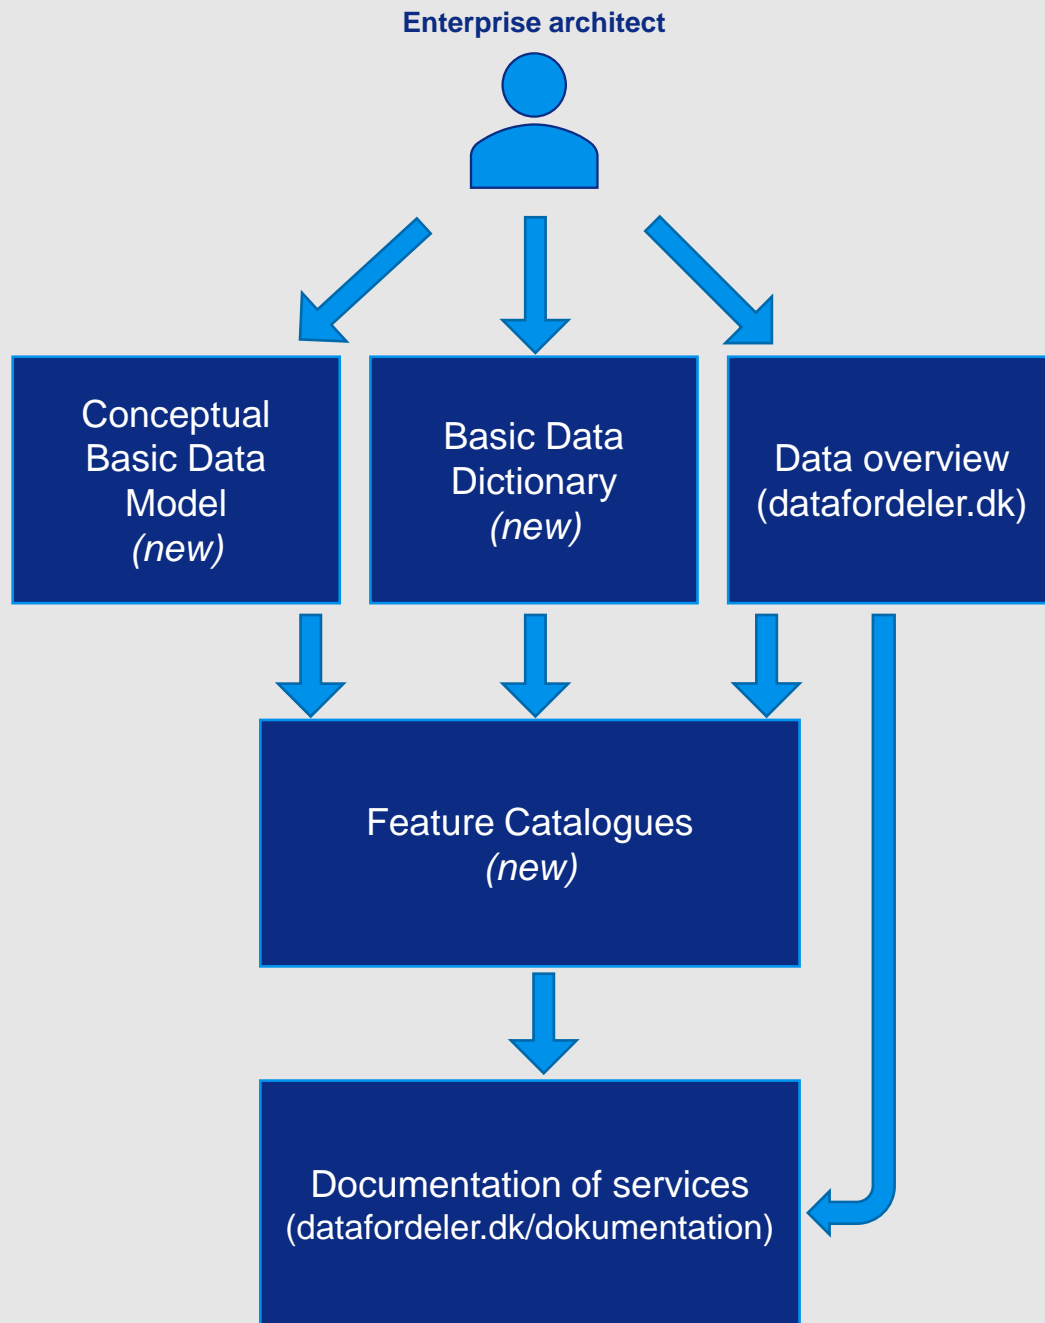 Enterprise architect
Conceptual
Basic Data
Model
(new)
Basic Data
Dictionary
(new)
Data overview
(datafordeler.dk)
Feature Catalogues
(new)
Documentation of services
(datafordeler.dk/dokumentation)